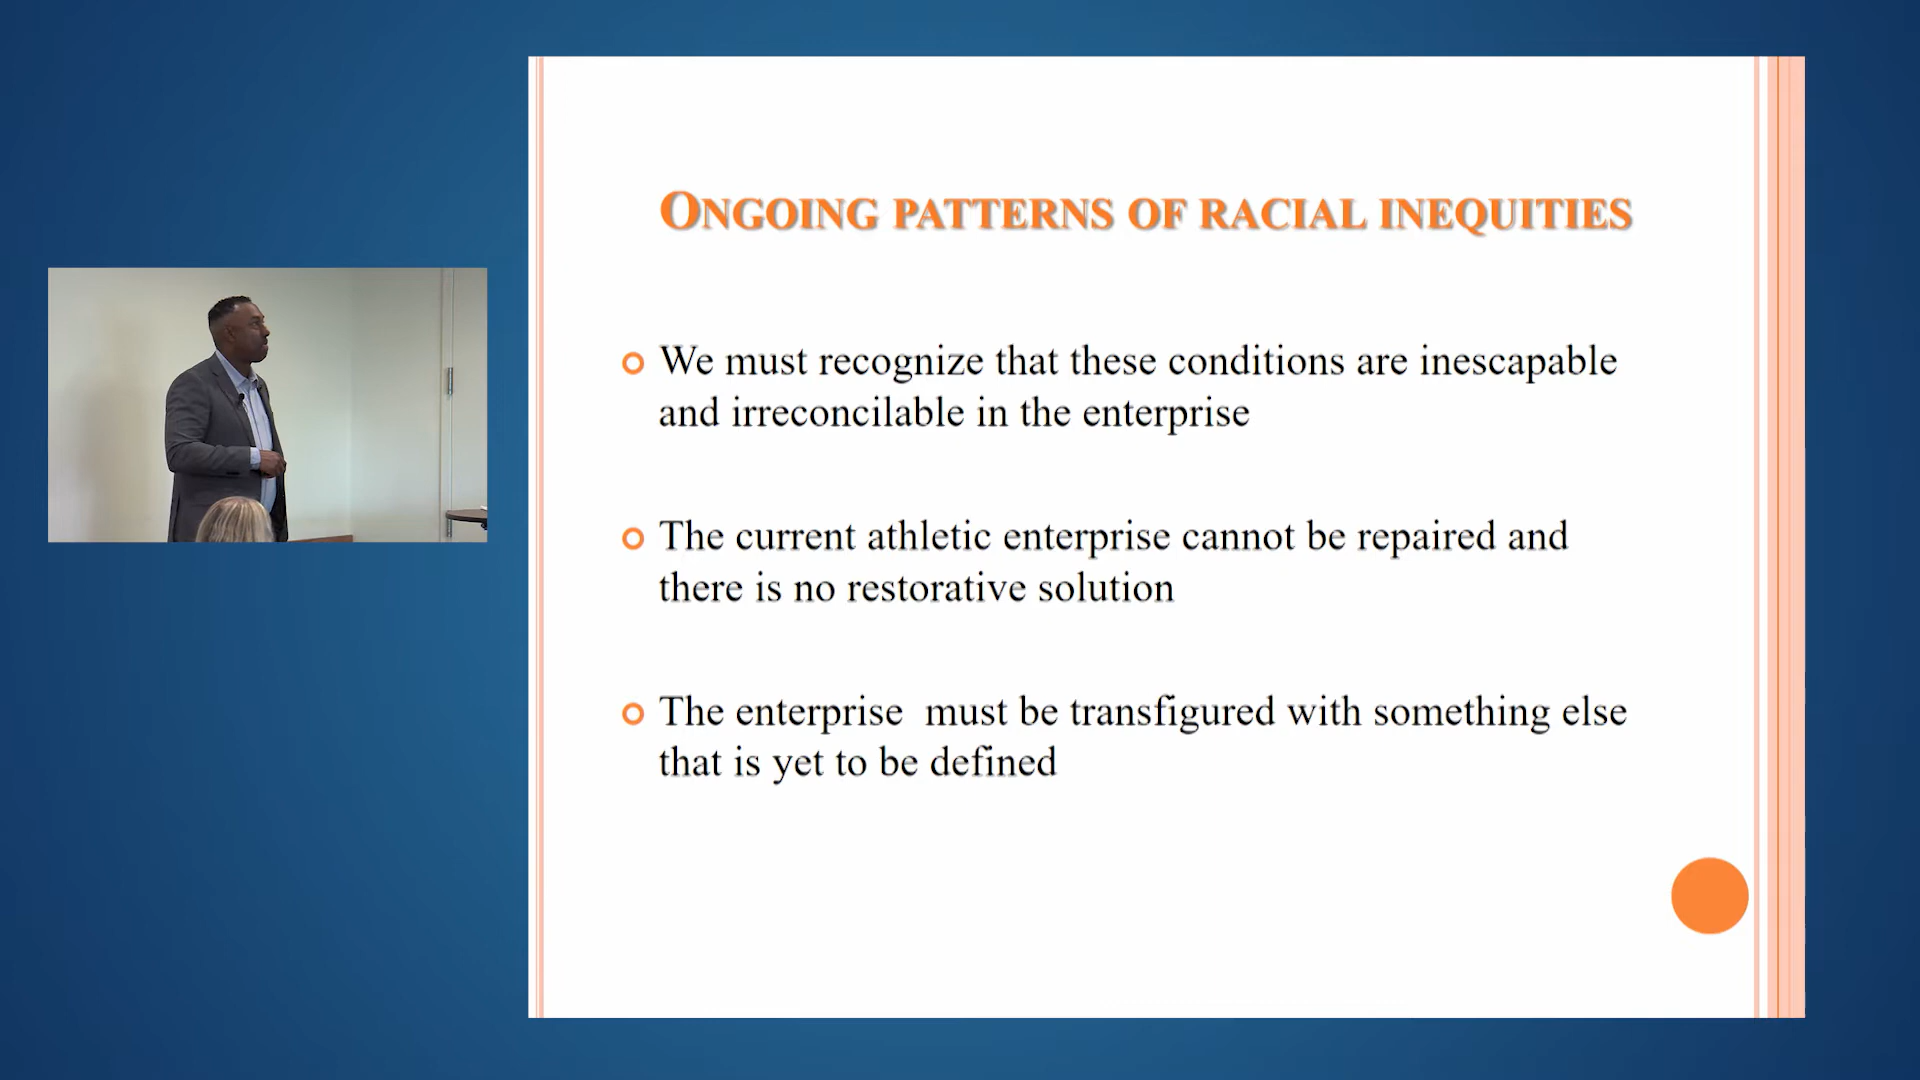 ONGOING PATTERNS OF RACIAL INEQUITIES
We must recognize that these conditions are inescapable
and irreconcilable in the enterprise
The current athletic enterprise cannot be repaired and
there is no restorative solution
The enterprise  must be transfigured with something else
that is yet to be defined